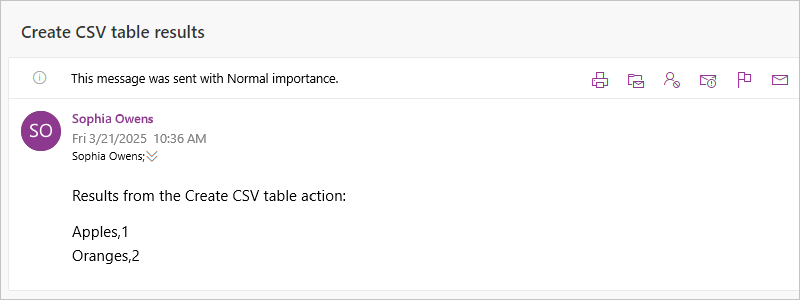 Create CSV table results
This message was sent with Normal importance.
SO
Sophia Owens
Fri 3/21/2025 10:36 AM
Sophia Owens;
Results from the Create CSV table action:
Apples,1
Oranges,2